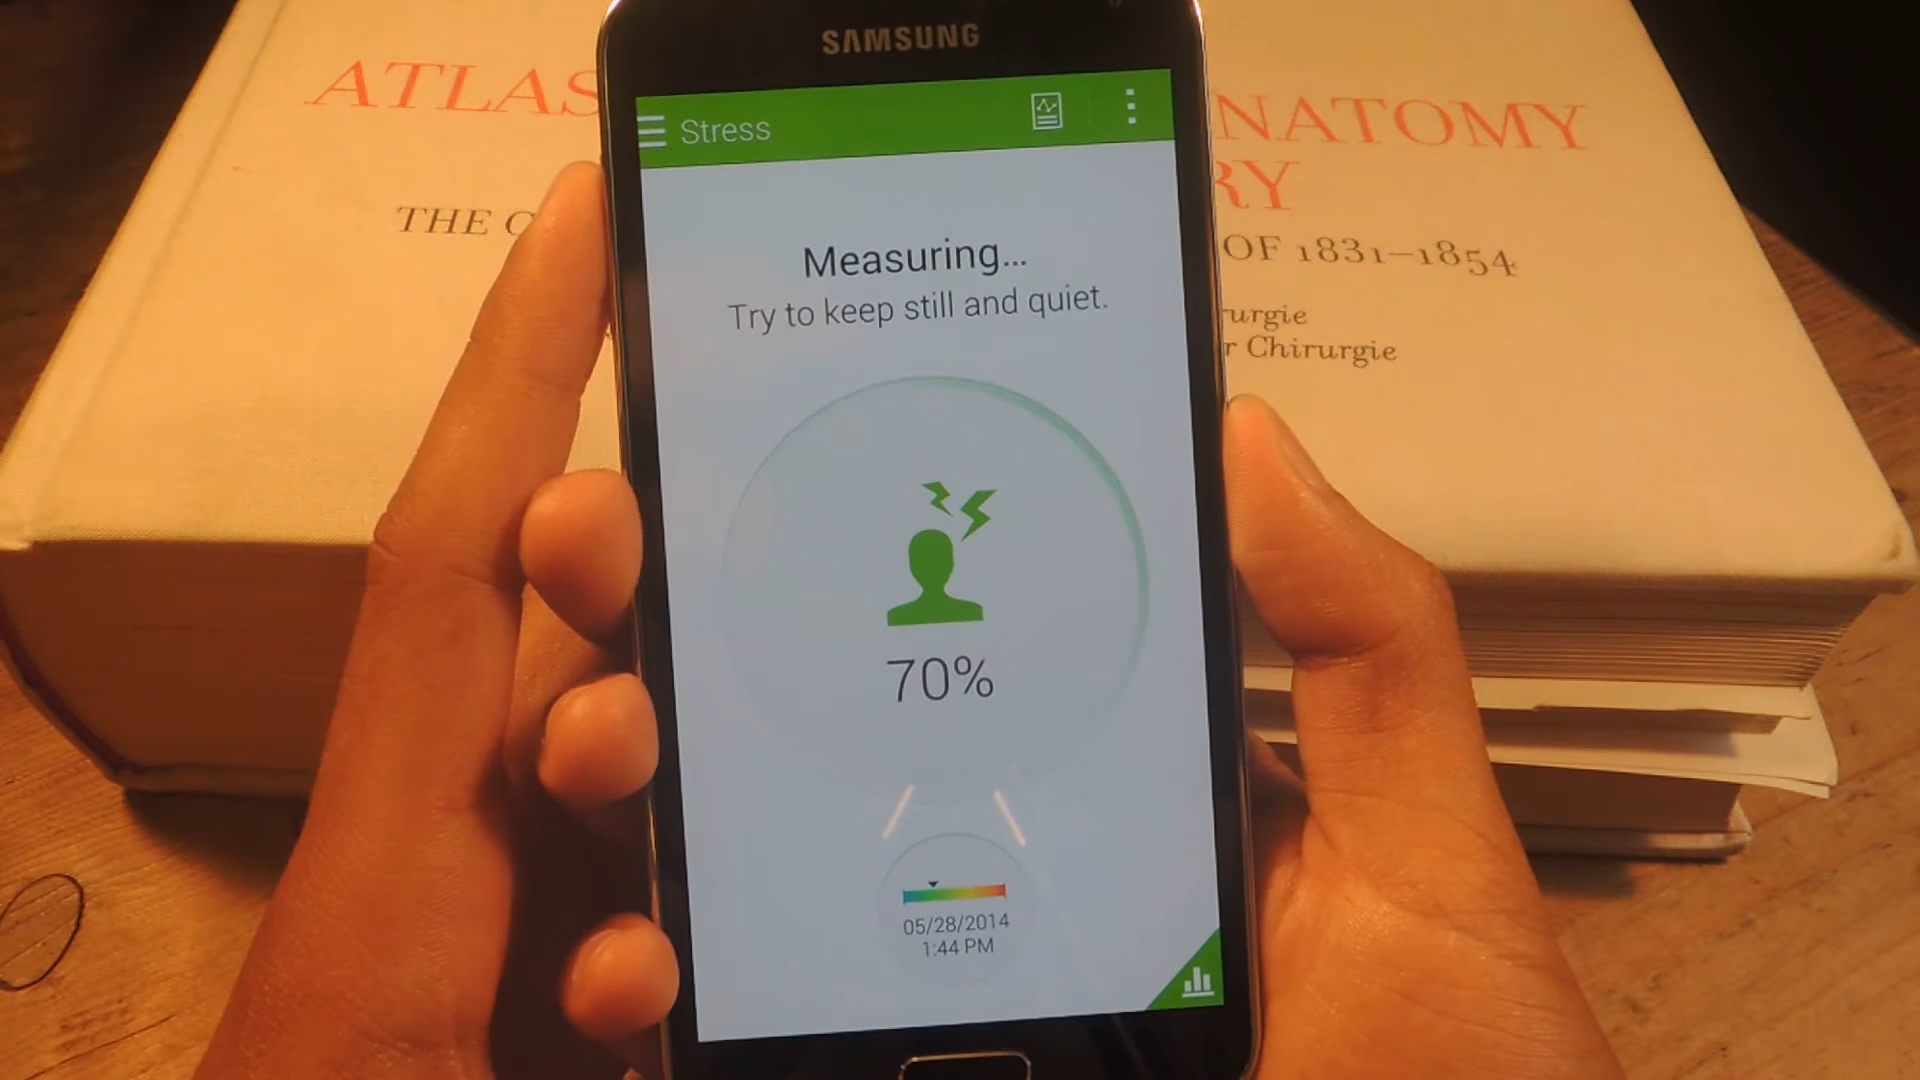 SAMSUNG
Stress
ATLAS
NATOMY
RY
THE
OF 1831–1854
rurgie
r Chirurgie
Measuring...
Try to keep still and quiet.
70%
05/28/2014
1:44 PM